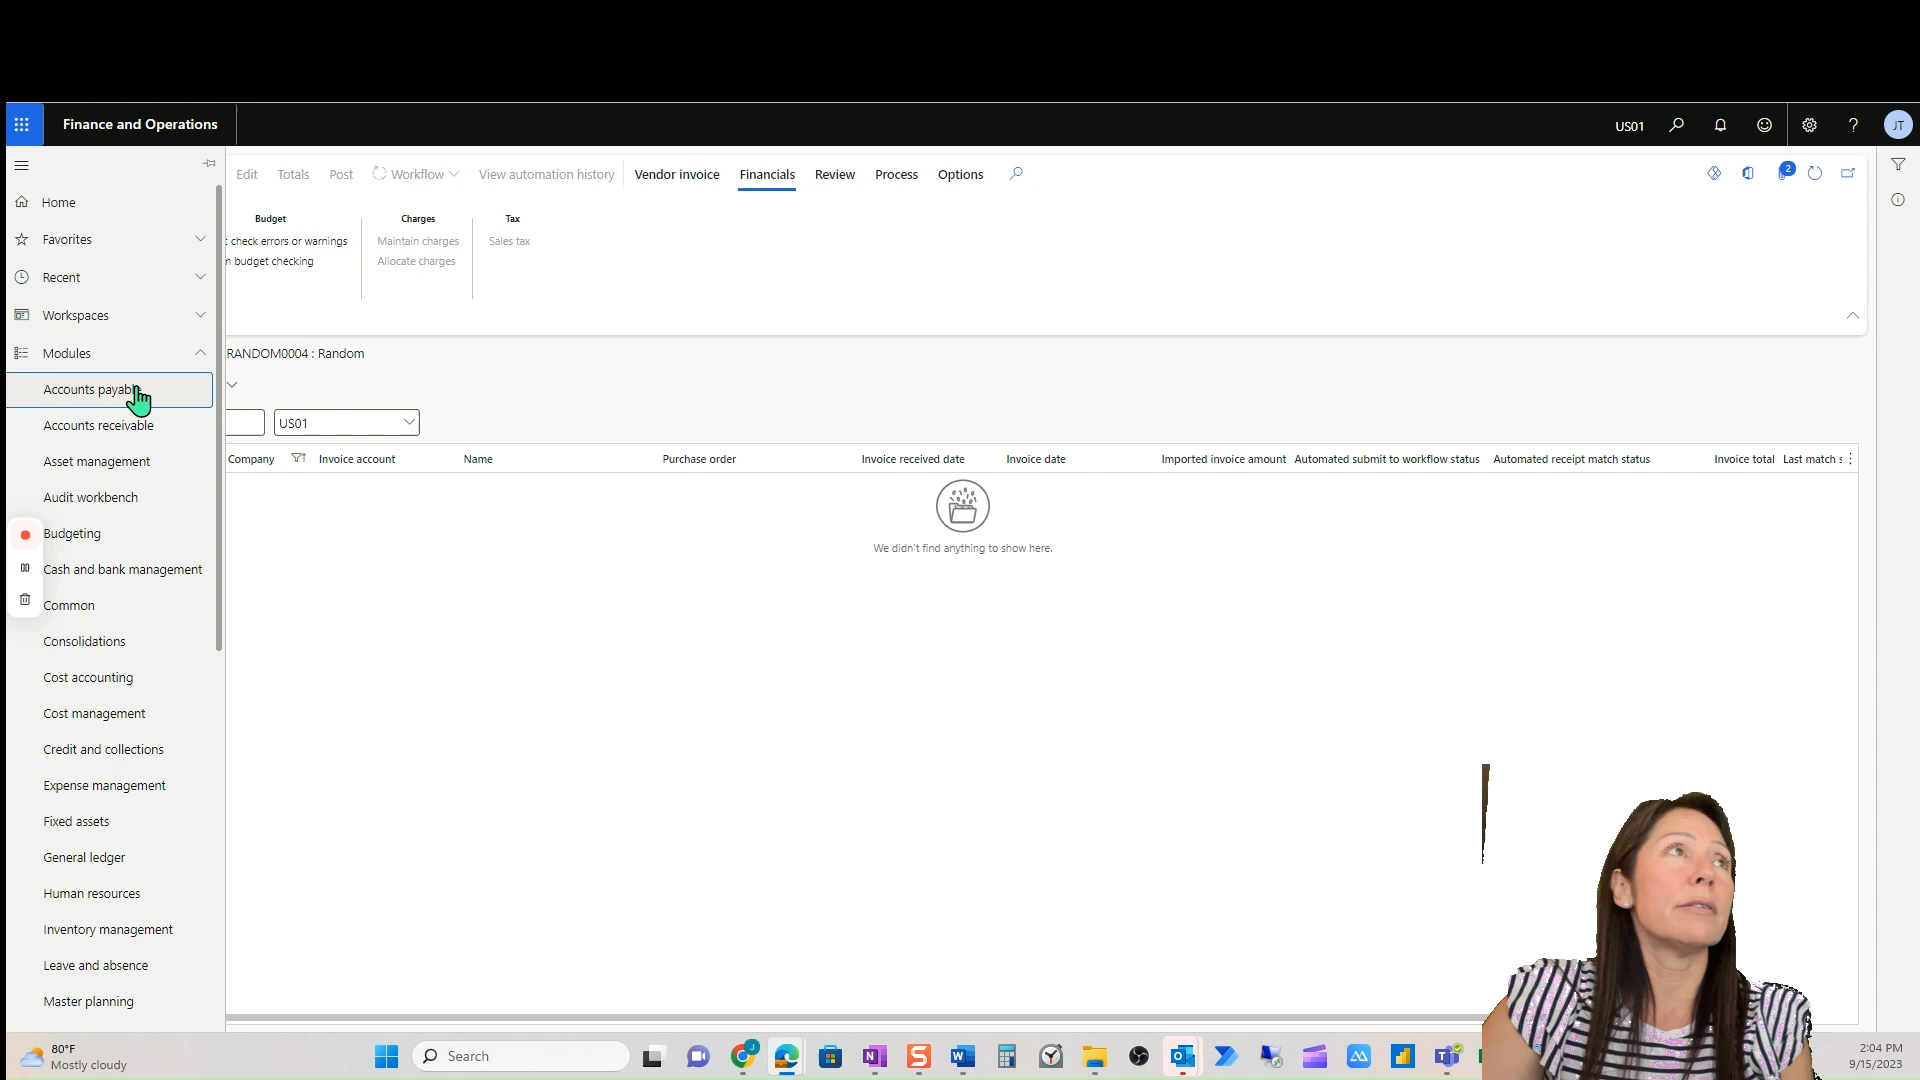 Finance and Operations
US01
JT
Edit
Totals
Post
Workflow
View automation history
Vendor invoice
Financials
Review
Process
Options
2
Home
Favorites
Recent
Workspaces
Modules
Accounts payable
Accounts receivable
Asset management
Audit workbench
Budgeting
Cash and bank management
Common
Consolidations
Cost accounting
Cost management
Credit and collections
Expense management
Fixed assets
General ledger
Human resources
Inventory management
Leave and absence
Master planning
Budget
check errors or warnings
budget checking
Charges
Maintain charges
Allocate charges
Tax
Sales tax
RANDOM0004 : Random
US01
Company
Invoice account
Name
Purchase order
Invoice received date
Invoice date
Imported invoice amount
Automated submit to workflow status
Automated receipt match status
Invoice total
Last match s
We didn't find anything to show here.
80°F
Mostly cloudy
Search
2:04 PM
9/15/2023